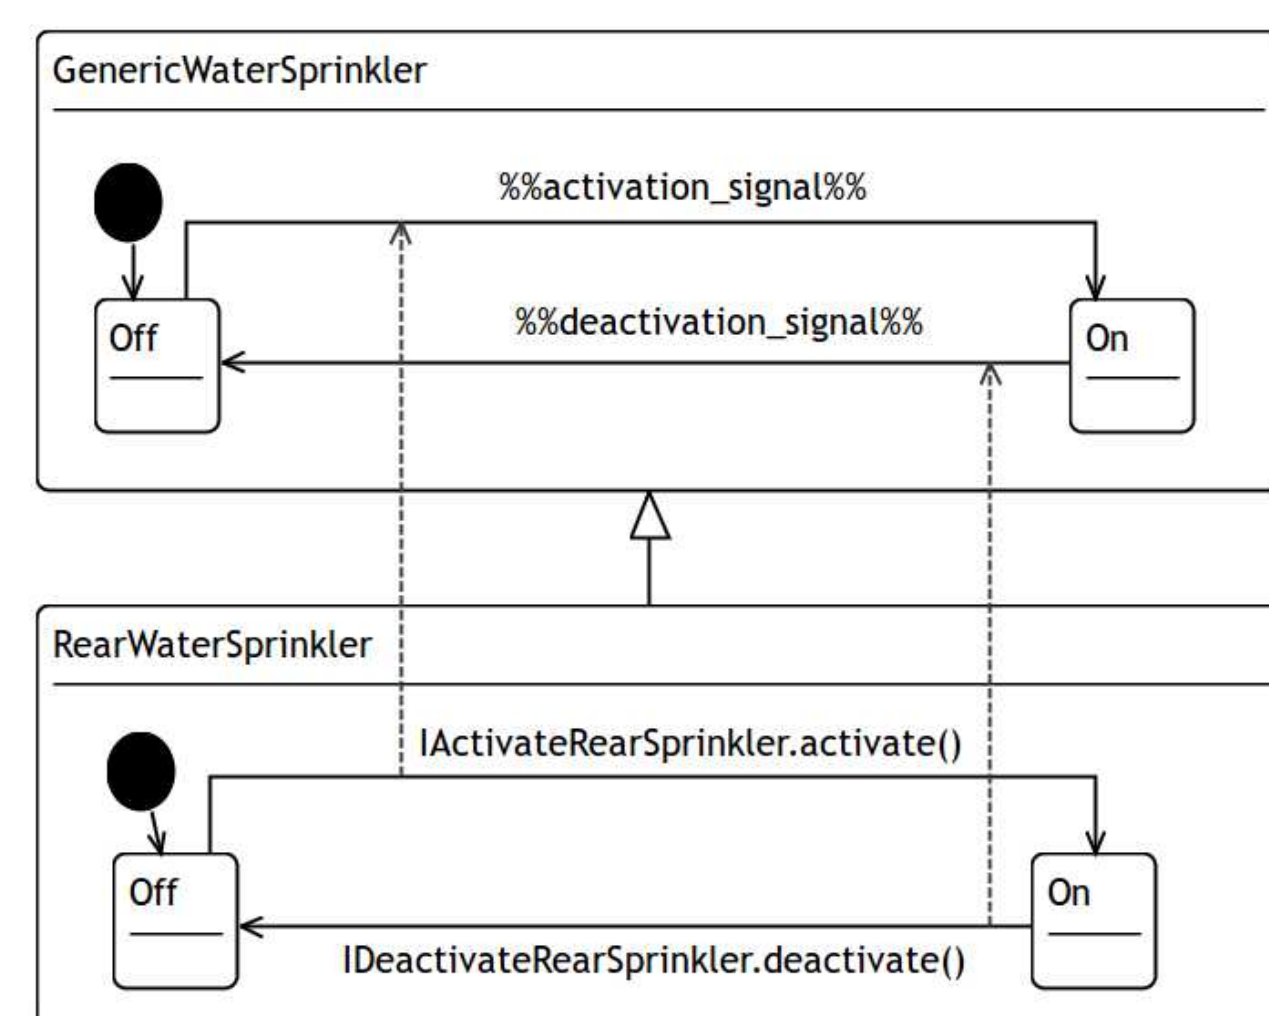 GenericWaterSprinkler
%%activation_signal%%
%%deactivation_signal%%
Off
On
RearWaterSprinkler
IActivateRearSprinkler.activate()
Off
On
IDeactivateRearSprinkler.deactivate()